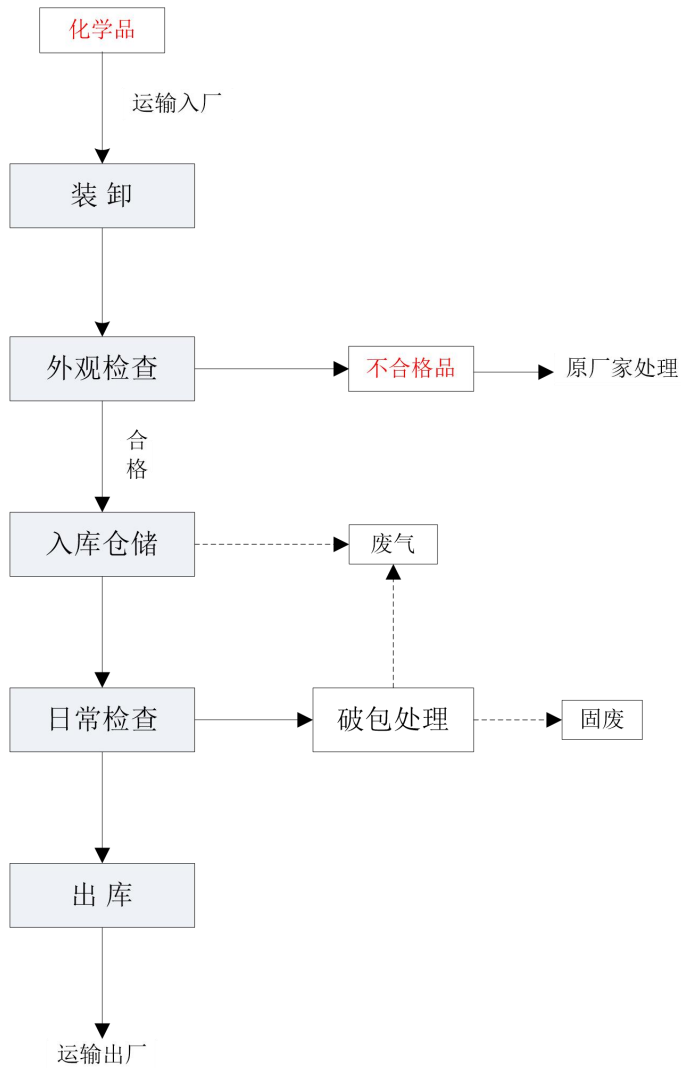 化学品
运输入厂
装 卸
外观检查
不合格品
原厂家处理
合
格
入库仓储
废气
日常检查
破包处理
固废
出 库
运输出厂